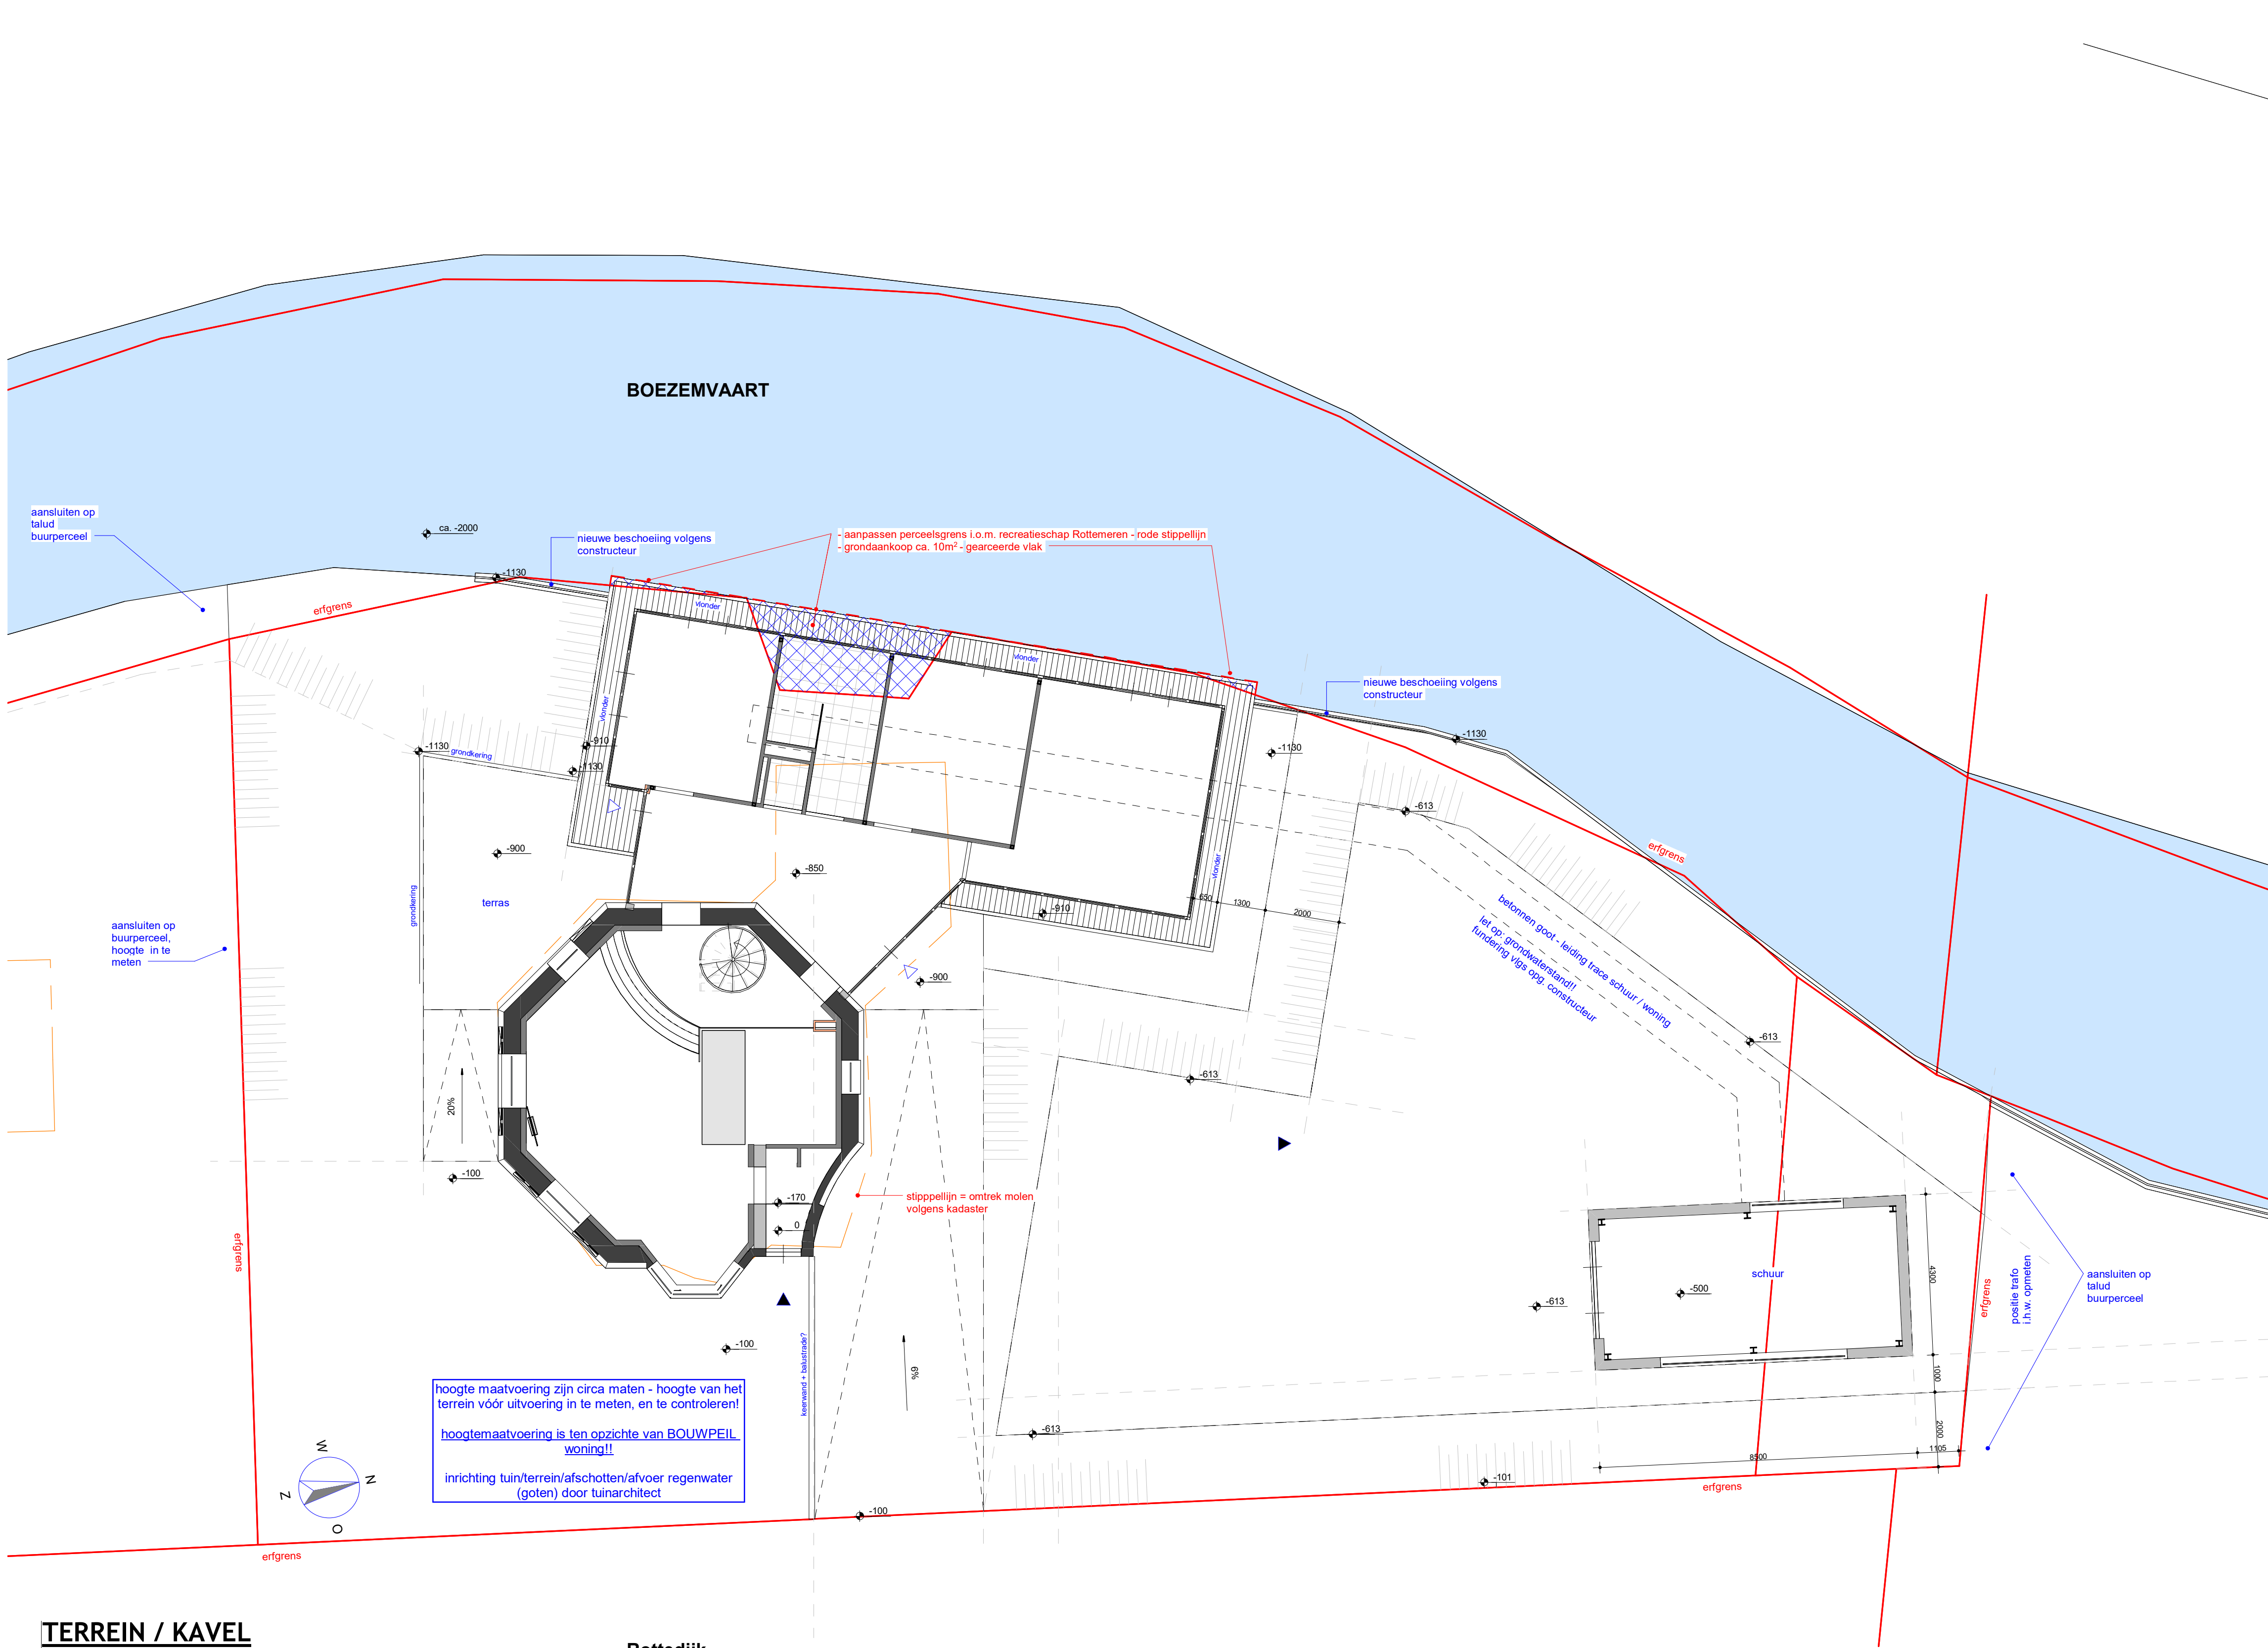 BOEZEMVAART
aansluiten op
talud
buurperceel
ca. -2000
nieuwe beschoeiing volgens
constructeur
- aanpassen perceelsgrens i.o.m. recreatieschap Rottemeren - rode stippellijn
- grondaankoop ca. 10m² - gearceerde vlak
-1130
erfgrens
vlonder
vlonder
nieuwe beschoeiing volgens
constructeur
vlonder
-1130
-910
-1130
grondkering
-1130
-1130
-613
-900
-850
erfgrens
vlonder
grondkering
terras
650
1300
2000
-910
betonnen goot - leiding trace schuur / woning
let op: grondwaterstand!!
fundering vlgs opg. constructeur
aansluiten op
buurperceel,
hoogte in te
meten
-900
-613
-613
20%
-100
-170
0
stipppellijn = omtrek molen
volgens kadaster
erfgrens
schuur
-500
-613
4300
1000
2000
erfgrens
positie trafo
i.h.w. opmeten
aansluiten op
talud
buurperceel
-100
keerwand + balustrade?
6%
hoogte maatvoering zijn circa maten - hoogte van het
terrein vóór uitvoering in te meten, en te controleren!
hoogtemaatvoering is ten opzichte van BOUWPEIL
woning!!
inrichting tuin/terrein/afschotten/afvoer regenwater
(goten) door tuinarchitect
-613
8500
1105
-101
erfgrens
-100
W
N
Z
O
erfgrens
TERREIN / KAVEL
Rottedijk